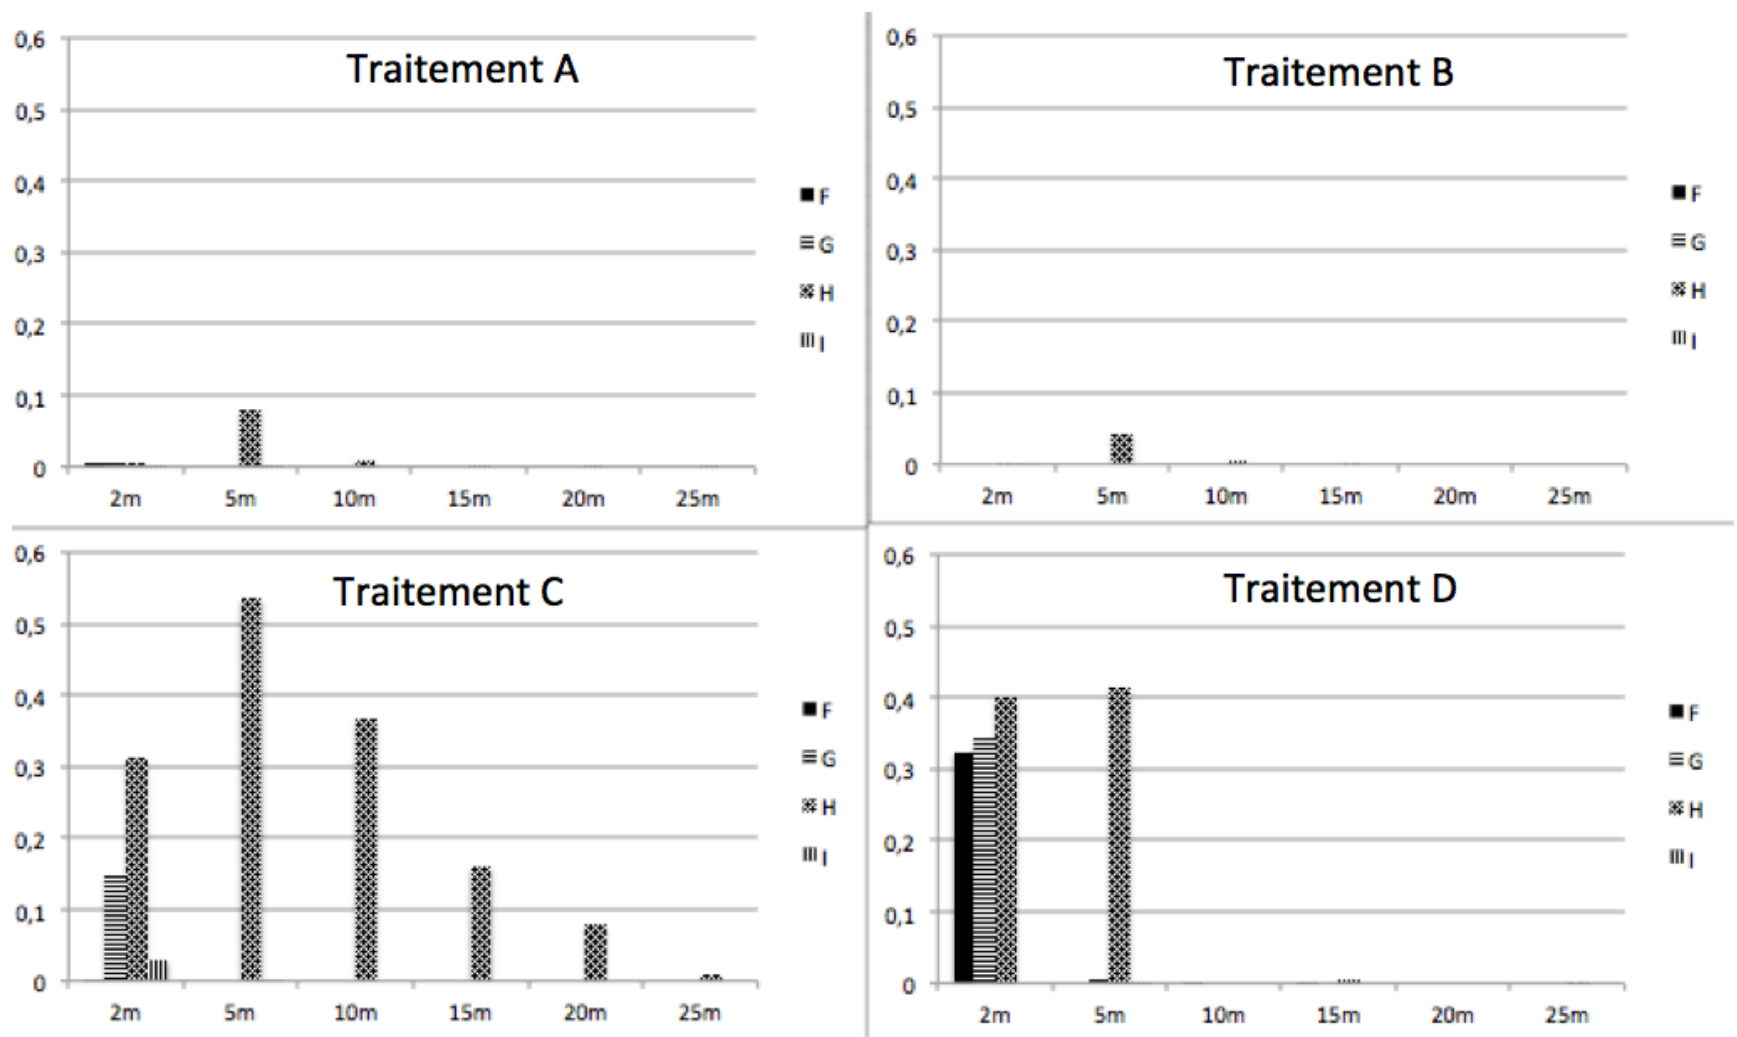 Traitement A
0,6
0,5
0,4
0,3
0,2
0,1
0
2m 5m 10m 15m 20m 25m
F
G
H
I
Traitement B
0,6
0,5
0,4
0,3
0,2
0,1
0
2m 5m 10m 15m 20m 25m
F
G
H
I
Traitement C
0,6
0,5
0,4
0,3
0,2
0,1
0
2m 5m 10m 15m 20m 25m
F
G
H
I
Traitement D
0,6
0,5
0,4
0,3
0,2
0,1
0
2m 5m 10m 15m 20m 25m
F
G
H
I